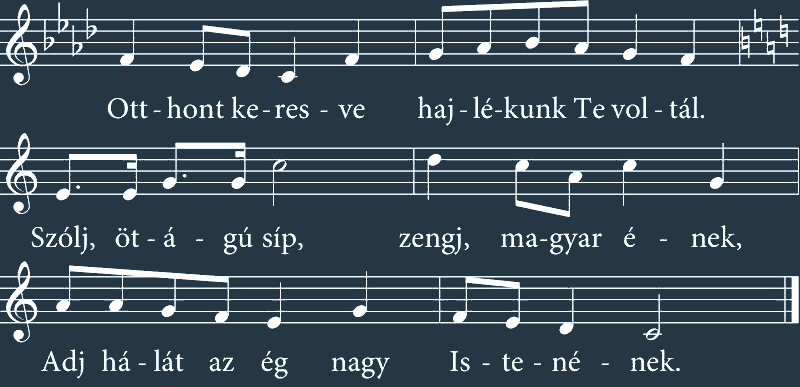 Ott - hont ke - res - ve haj - lé - kunk Te vol - tál.
Szólj, öt - á - gú síp, zengj, ma - gyar é - nek,
Adj há - lát az ég nagy Is - te - né - nek.